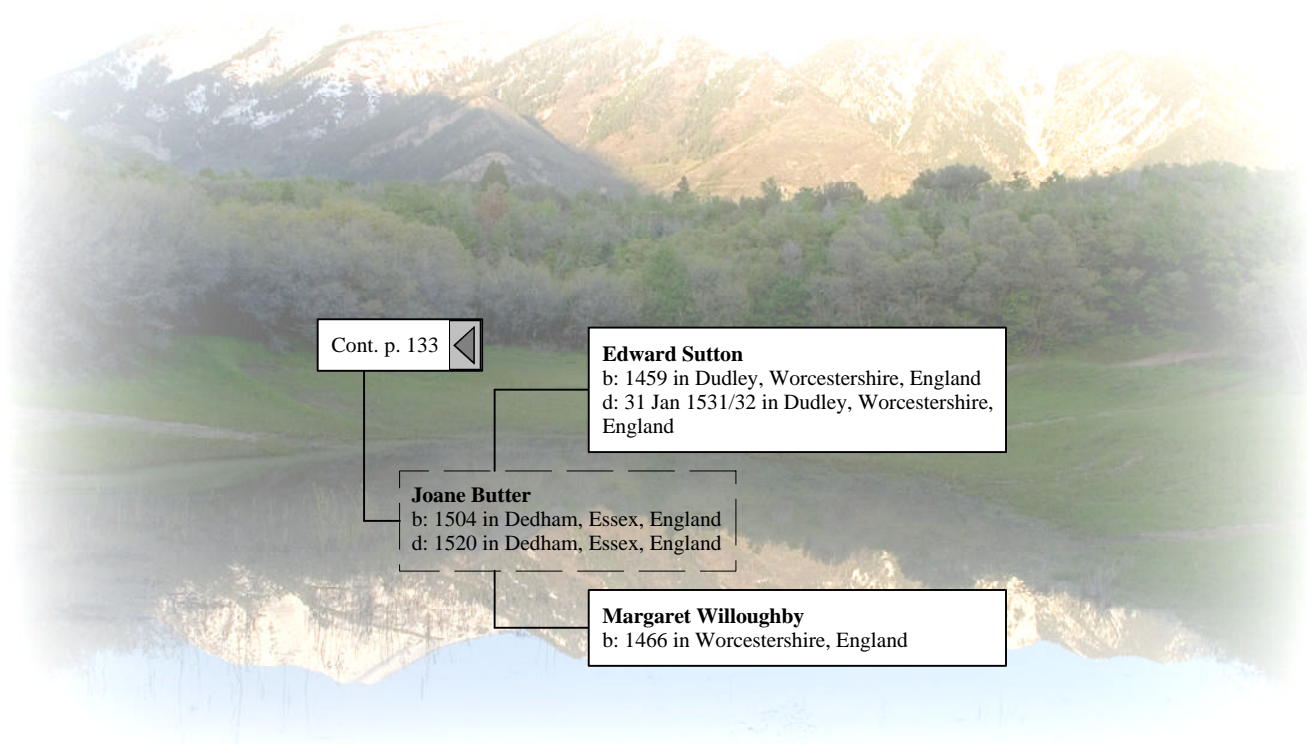 Cont. p. 133
Edward Sutton
b: 1459 in Dudley, Worcestershire, England
d: 31 Jan 1531/32 in Dudley, Worcestershire,
England
Joane Butter
b: 1504 in Dedham, Essex, England
d: 1520 in Dedham, Essex, England
Margaret Willoughby
b: 1466 in Worcestershire, England